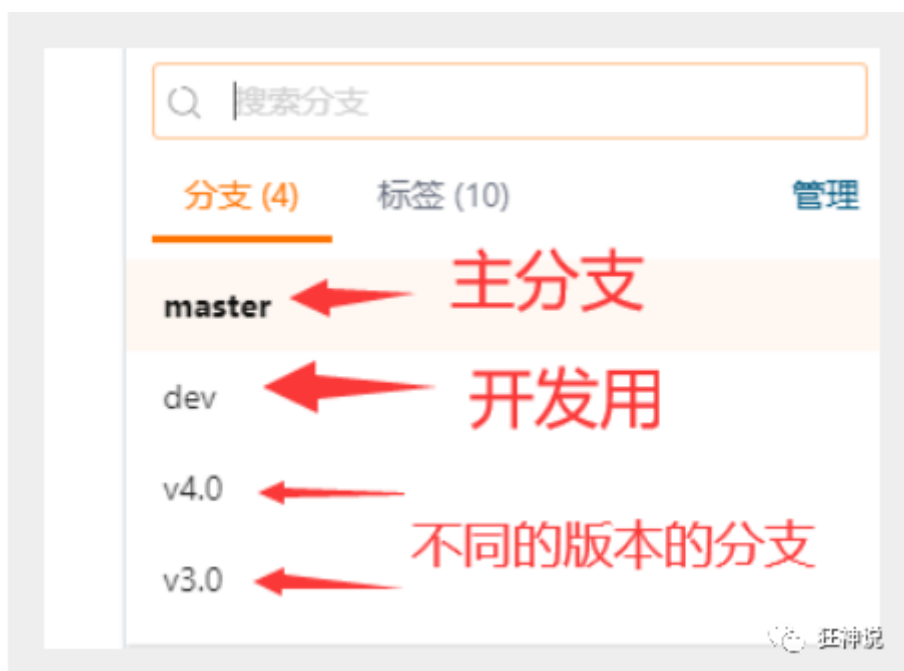 搜索分支
分支 (4) 标签 (10) 管理
master 主分支
dev 开发用
v4.0
不同的版本的分支
v3.0
狂神说